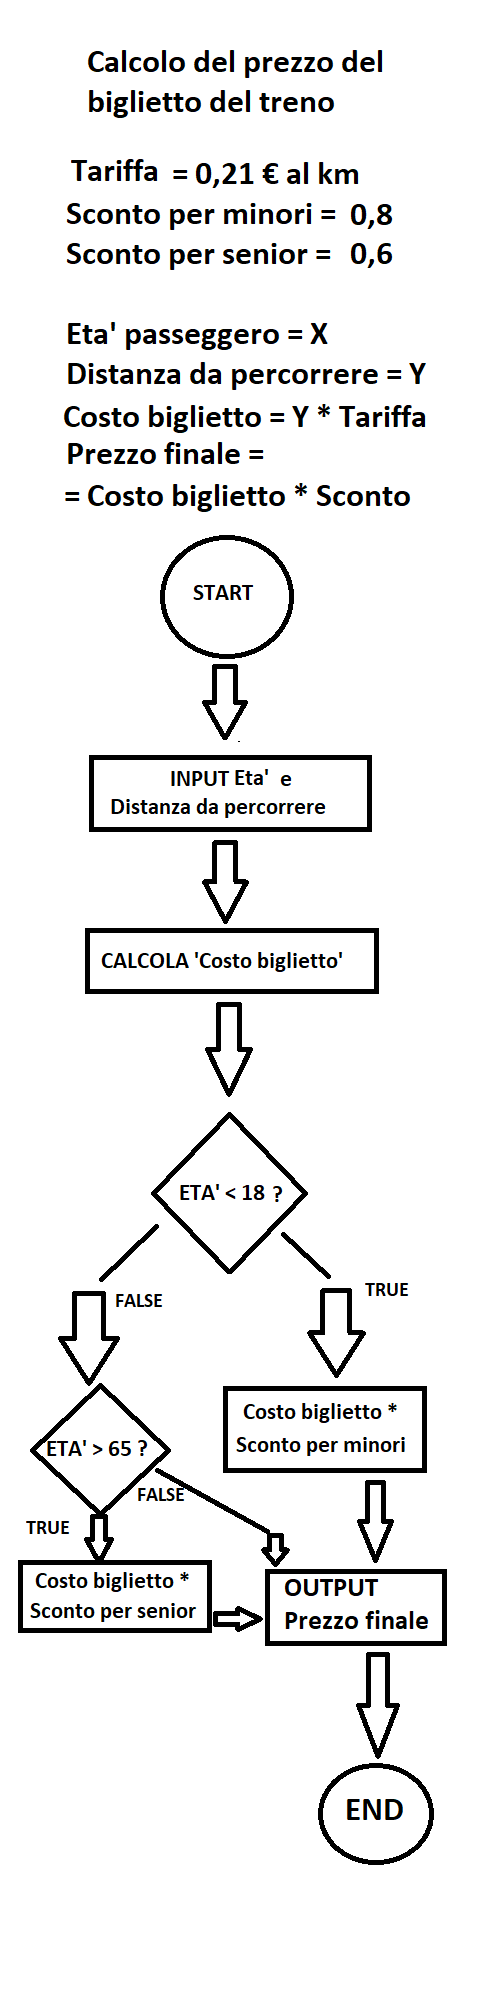 Calcolo del prezzo del
biglietto del treno
Tariffa = 0,21 € al km
Sconto per minori = 0,8
Sconto per senior = 0,6
Eta' passeggero = X
Distanza da percorrere = Y
Costo biglietto = Y * Tariffa
Prezzo finale =
= Costo biglietto * Sconto
START
INPUT Eta' e
Distanza da percorrere
CALCOLA 'Costo biglietto'
ETA' < 18 ?
FALSE
TRUE
Costo biglietto *
Sconto per minori
ETA' > 65 ?
FALSE
TRUE
Costo biglietto *
Sconto per senior
OUTPUT
Prezzo finale
END